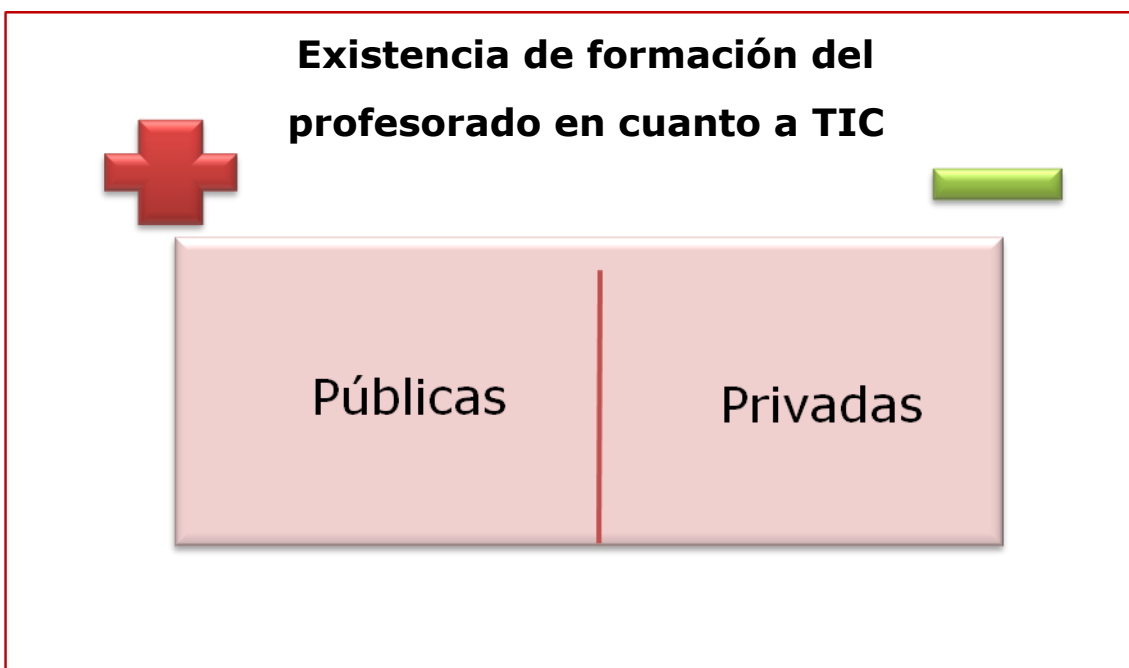 Existencia de formación del
profesorado en cuanto a TIC
Públicas
Privadas